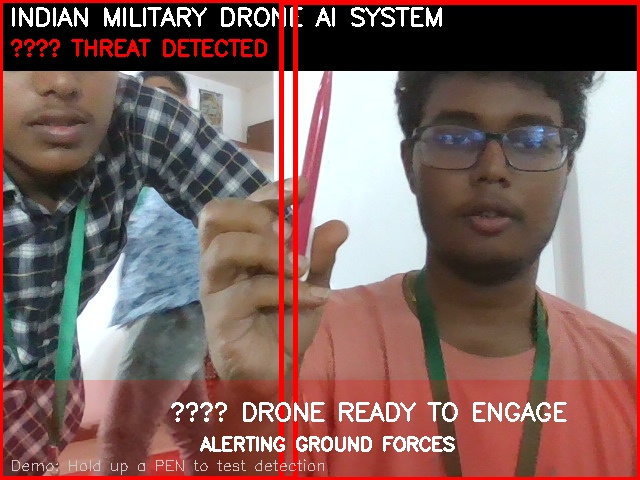 INDIAN MILITARY DRONE AI SYSTEM
???? THREAT DETECTED
???? DRONE READY TO ENGAGE
ALERTING GROUND FORCES
Demo: Hold up a PEN to test detection